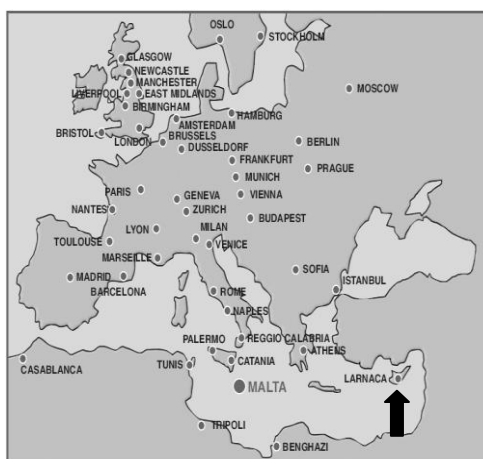 OSLO
STOCKHOLM
GLASGOW
NEWCASTLE
MANCHESTER
MOSCOW
LIVERPOOL
EAST MIDLANDS
BIRMINGHAM
HAMBURG
AMSTERDAM
BRISTOL
LONDON
BRUSSELS
BERLIN
DUSSELDORF
FRANKFURT
PRAGUE
MUNICH
PARIS
GENEVA
VIENNA
NANTES
ZURICH
BUDAPEST
LYON
MILAN
TOULOUSE
VENICE
MARSEILLE
SOFIA
MADRID
ISTANBUL
BARCELONA
ROME
NAPLES
PALERMO
REGGIO CALABRIA
ATHENS
CASABLANCA
TUNIS
CATANIA
LARNACA
MALTA
TRIPOLI
BENGHAZI